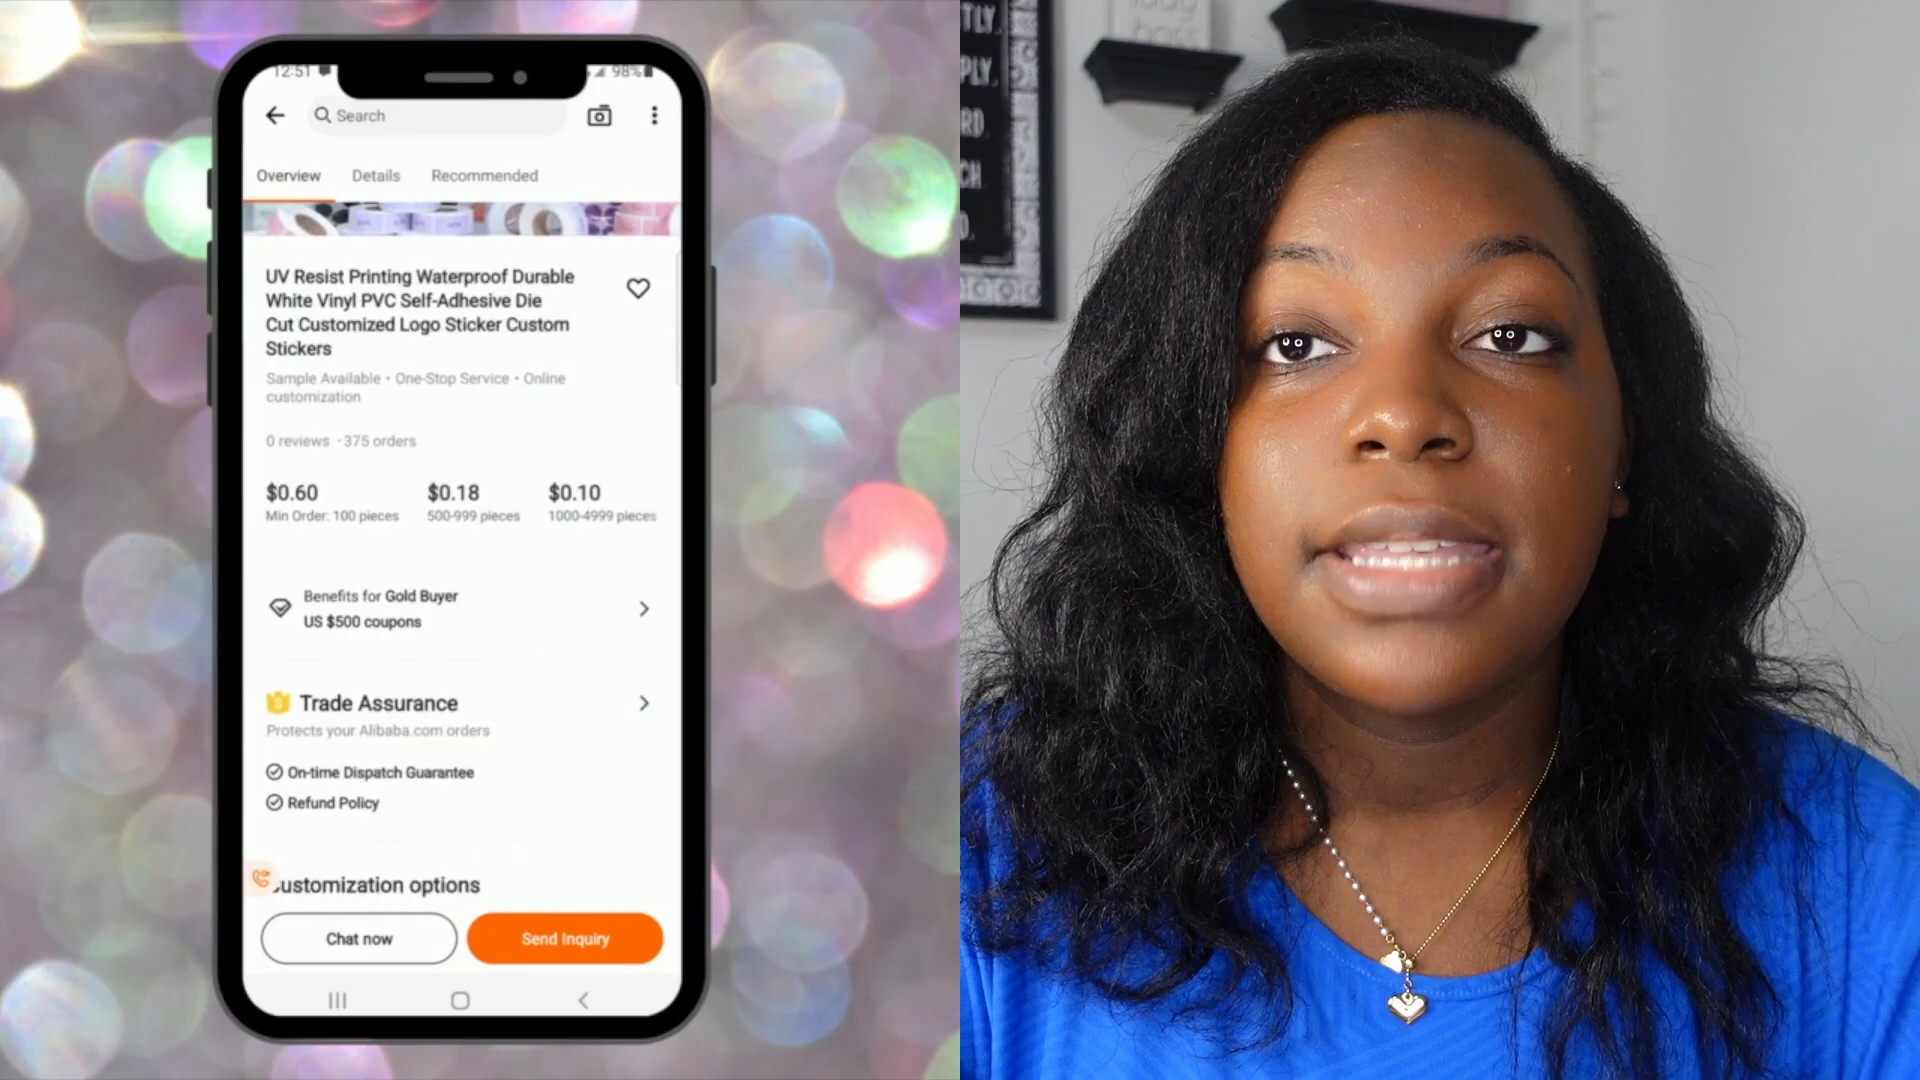 12:51
98%
Search
Overview
Details
Recommended
UV Resist Printing Waterproof Durable
White Vinyl PVC Self-Adhesive Die
Cut Customized Logo Sticker Custom
Stickers
Sample Available • One-Stop Service • Online
customization
0 reviews · 375 orders
$0.60
Min Order: 100 pieces
$0.18
500-999 pieces
$0.10
1000-4999 pieces
Benefits for Gold Buyer
US $500 coupons
Trade Assurance
Protects your Alibaba.com orders
On-time Dispatch Guarantee
Refund Policy
ustomization options
Chat now
Send Inquiry
TLY.
PLY.
RD
CH
O.